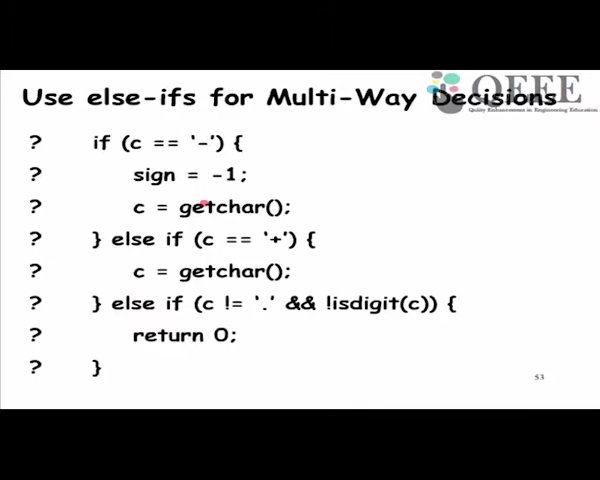 QEEE
Quality Enhancement in Engineering Education
Use else-ifs for Multi-Way Decisions
? if (c == '-') {
? sign = -1;
? c = getchar();
? } else if (c == '+') {
? c = getchar();
? } else if (c != '.' && !isdigit(c)) {
? return 0;
? }
53